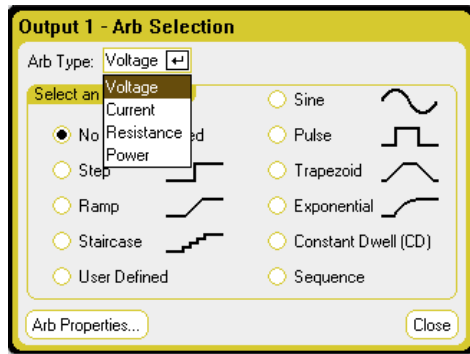 Output 1 - Arb Selection
Arb Type: Voltage
Voltage
Current
Resistance
Power
Select an
No
ed
Step
Ramp
Staircase
User Defined
Sine
Pulse
Trapezoid
Exponential
Constant Dwell (CD)
Sequence
Arb Properties...
Close